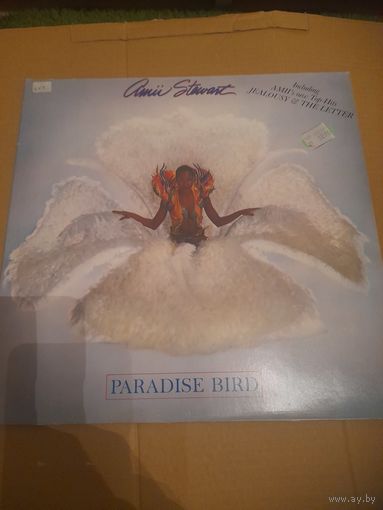 Amii Stewart
Including
AMII's new Top-Hits
JEALOUSY & THE LETTER
PARADISE BIRD
www.ay.by